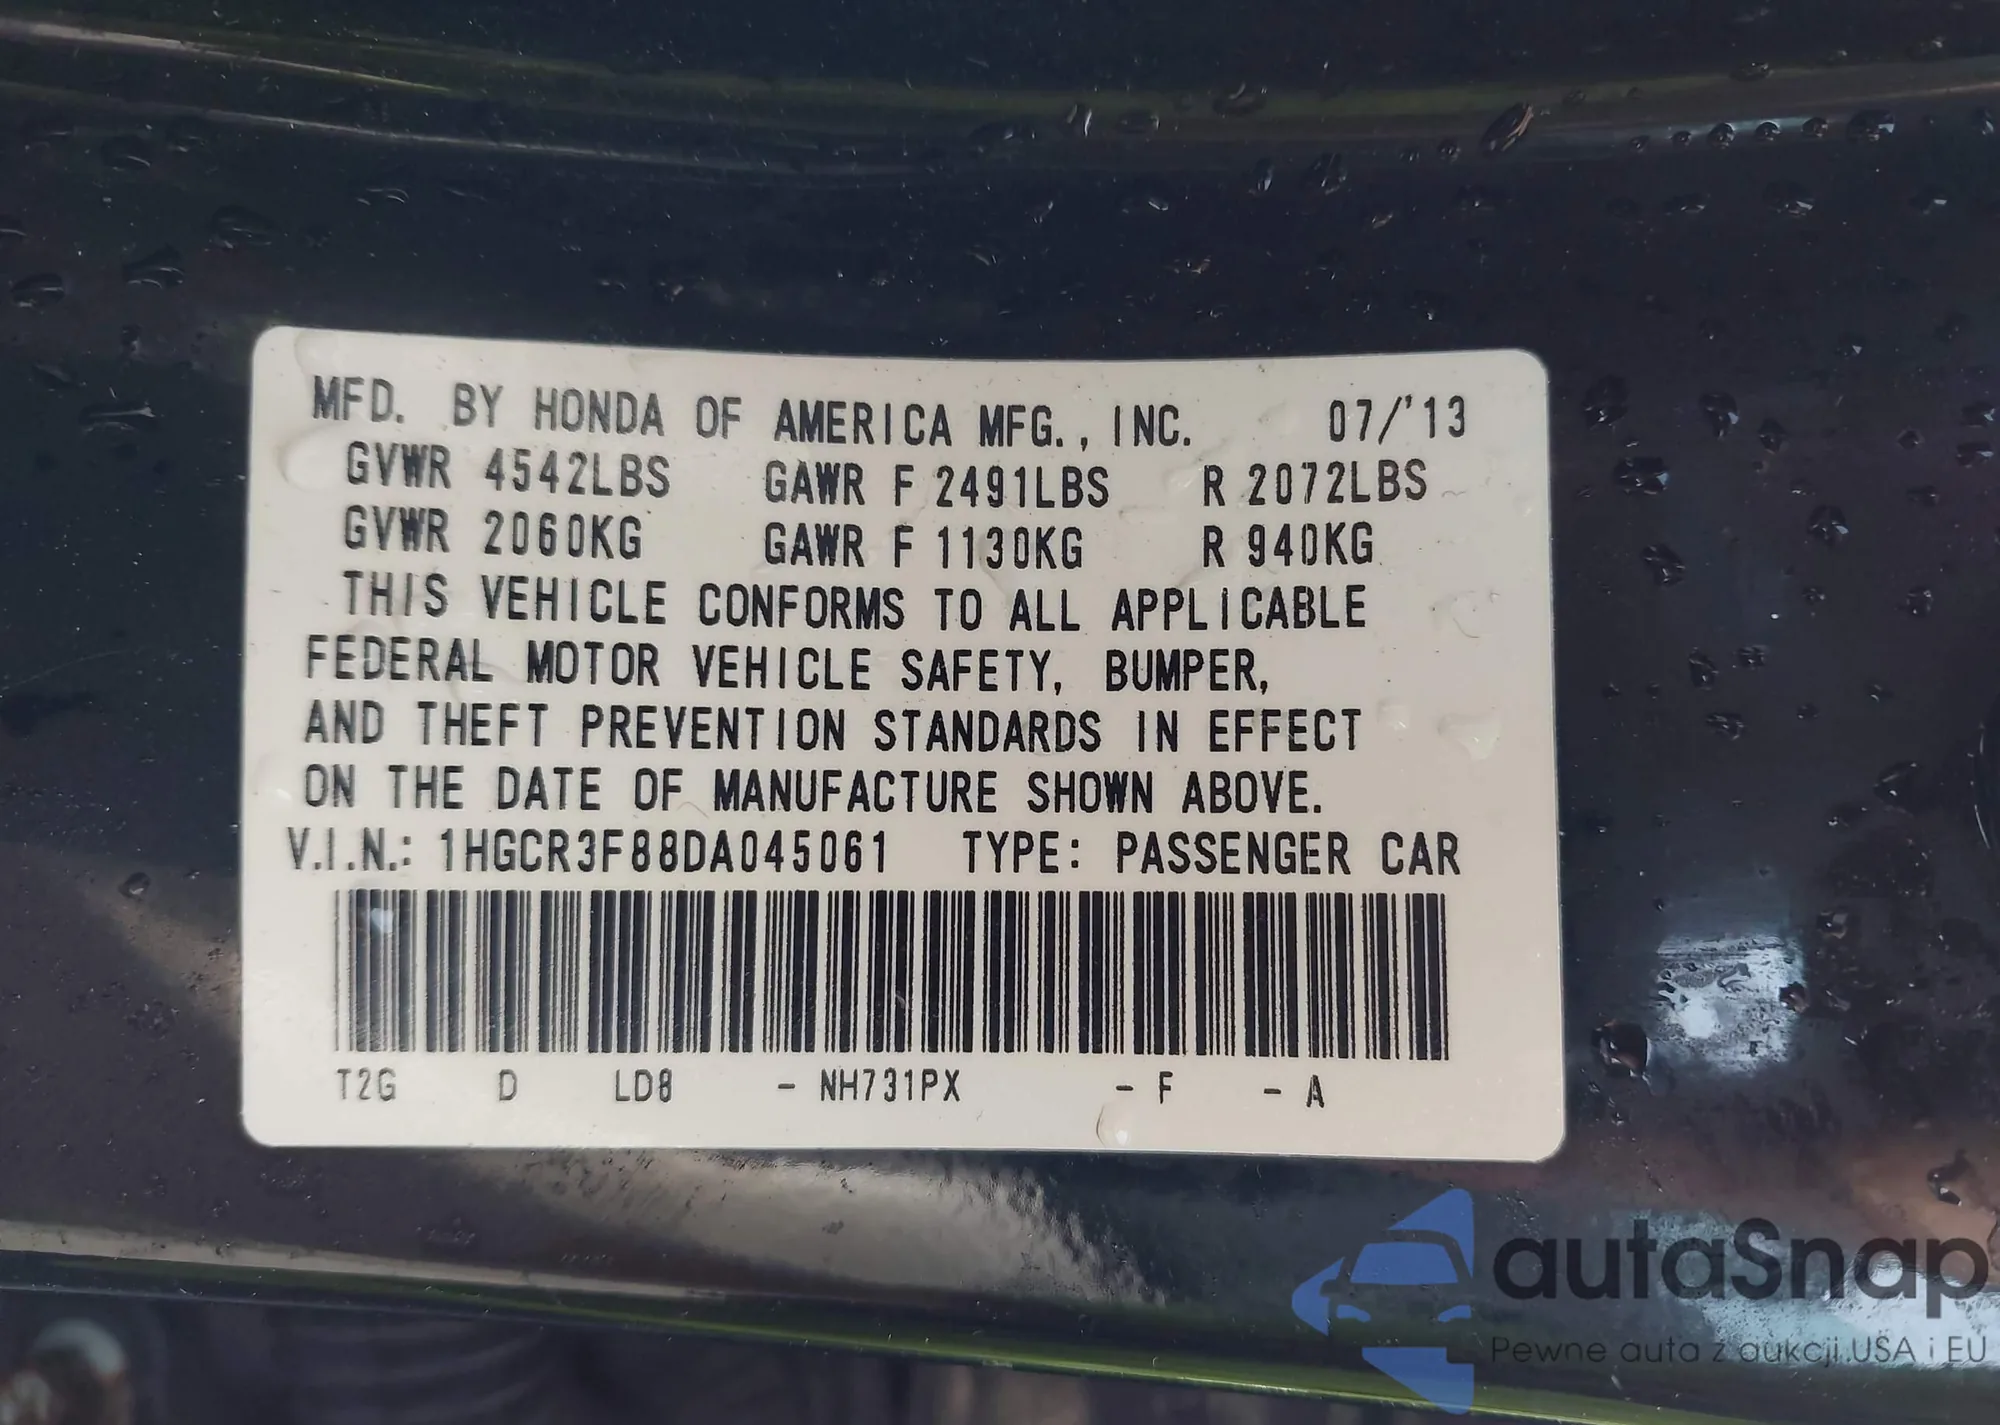 MFD. BY HONDA OF AMERICA MFG., INC. 07/'13
GVWR 4542LBS GAWR F 2491LBS R 2072LBS
GVWR 2060KG GAWR F 1130KG R 940KG
THIS VEHICLE CONFORMS TO ALL APPLICABLE
FEDERAL MOTOR VEHICLE SAFETY, BUMPER,
AND THEFT PREVENTION STANDARDS IN EFFECT
ON THE DATE OF MANUFACTURE SHOWN ABOVE.
V.I.N.: 1HGCR3F88DA045061 TYPE: PASSENGER CAR
T2G D LD8 - NH731PX - F - A
autaSnap
Pewne auta z aukcji USA i EU